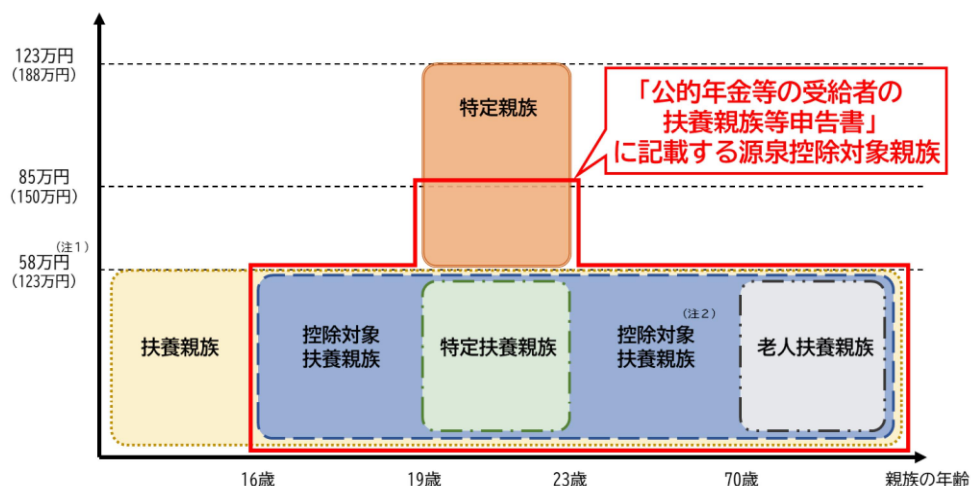 123万円
(188万円)
特定親族
「公的年金等の受給者の
扶養親族等申告書」
に記載する源泉控除対象親族
85万円
(150万円)
(注1)
58万円
(123万円)
扶養親族
控除対象
扶養親族
特定扶養親族
(注2)
控除対象
扶養親族
老人扶養親族
16歳
19歳
23歳
70歳
親族の年齢